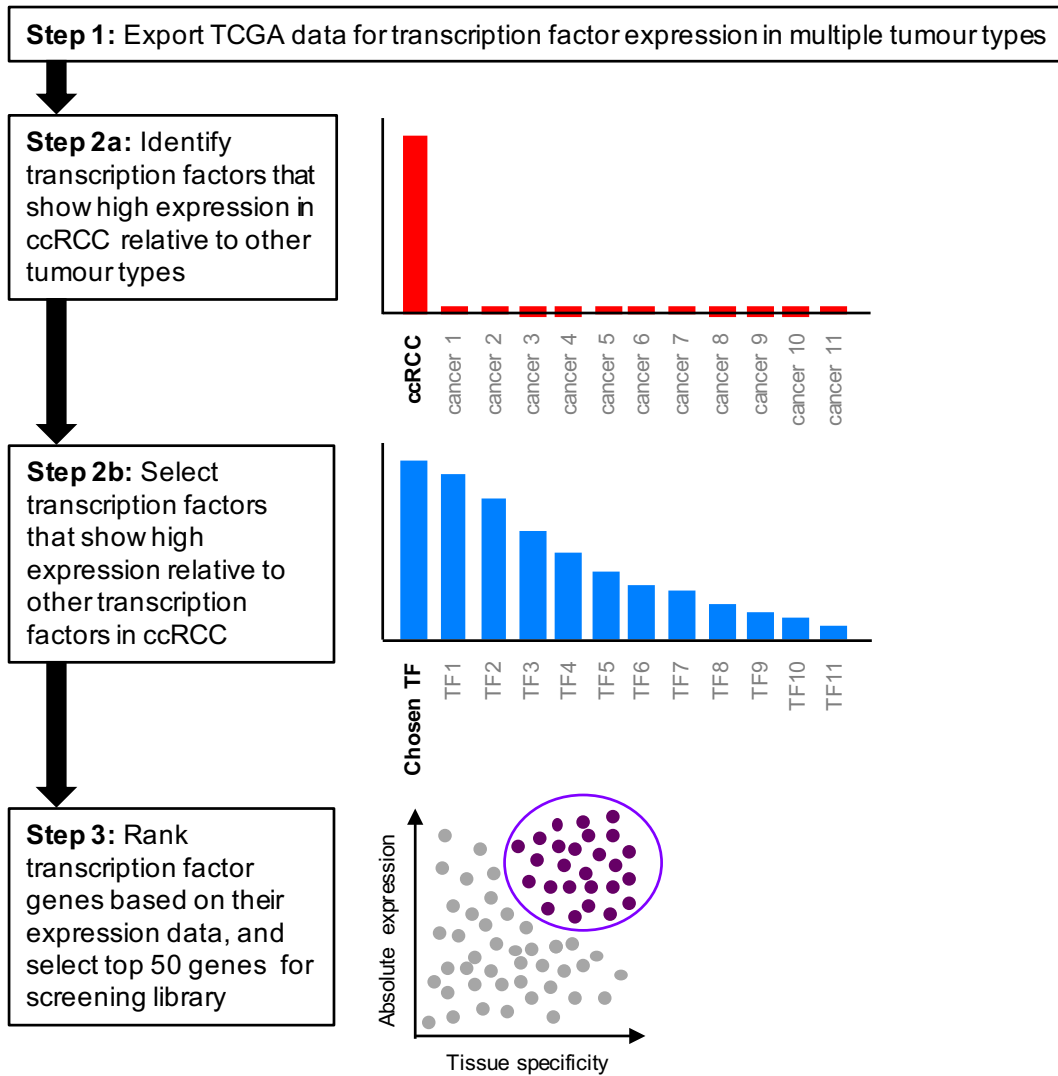 Step 1: Export TCGA data for transcription factor expression in multiple tumour types
Step 2a: Identify
transcription factors that
show high expression in
ccRCC relative to other
tumour types
ccRCC
cancer 1
cancer 2
cancer 3
cancer 4
cancer 5
cancer 6
cancer 7
cancer 8
cancer 9
cancer 10
cancer 11
Step 2b: Select
transcription factors
that show high
expression relative to
other transcription
factors in ccRCC
Chosen TF
TF1
TF2
TF3
TF4
TF5
TF6
TF7
TF8
TF9
TF10
TF11
Step 3: Rank
transcription factor
genes based on their
expression data, and
select top 50 genes for
screening library
Absolute expression
Tissue specificity